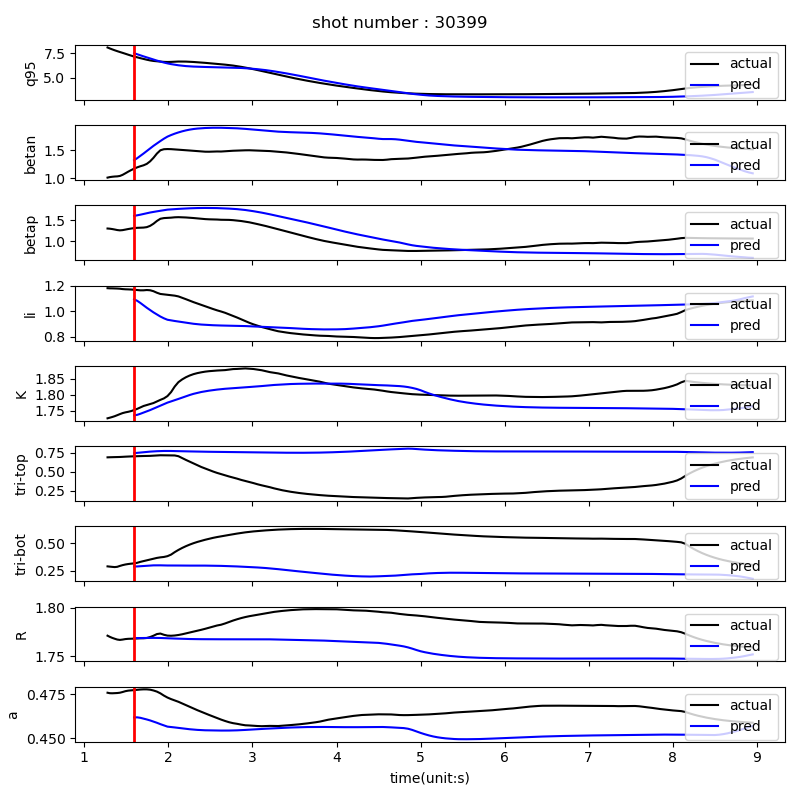 shot number : 30399
q95
7.5
5.0
actual
pred
betan
1.5
1.0
actual
pred
betap
1.5
1.0
actual
pred
li
1.2
1.0
0.8
actual
pred
K
1.85
1.80
1.75
actual
pred
tri-top
0.75
0.50
0.25
actual
pred
tri-bot
0.50
0.25
actual
pred
R
1.80
1.75
actual
pred
a
0.475
0.450
actual
pred
1 2 3 4 5 6 7 8 9
time(unit:s)